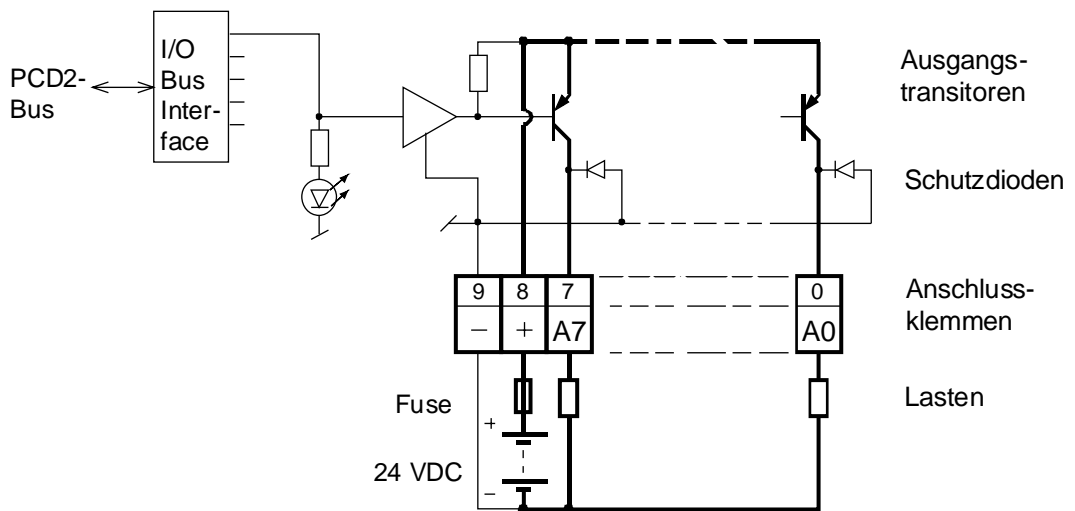 I/O
Bus
Inter-
face
PCD2-
Bus
Ausgangs-
transitoren
Schutzdioden
9 8 7 0
− + A7 A0
Anschluss-
klemmen
Fuse
Lasten
+
24 VDC
−